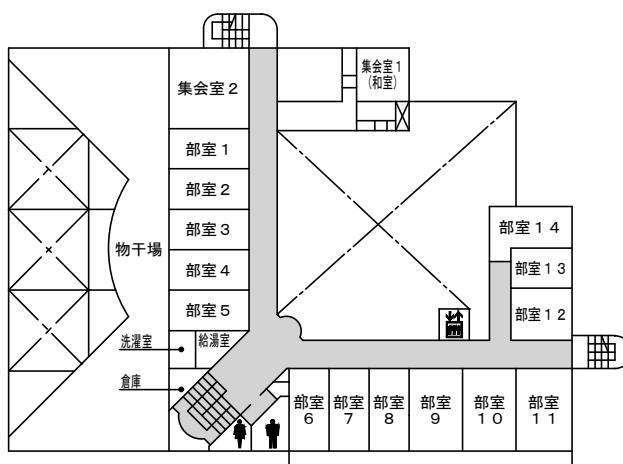 集会室２
集会室１
（和室）
部室１
部室２
部室３
部室４
部室５
物干場
洗濯室
給湯室
倉庫
部室１４
部室１３
部室１２
部室
６
部室
７
部室
８
部室
９
部室
１０
部室
１１